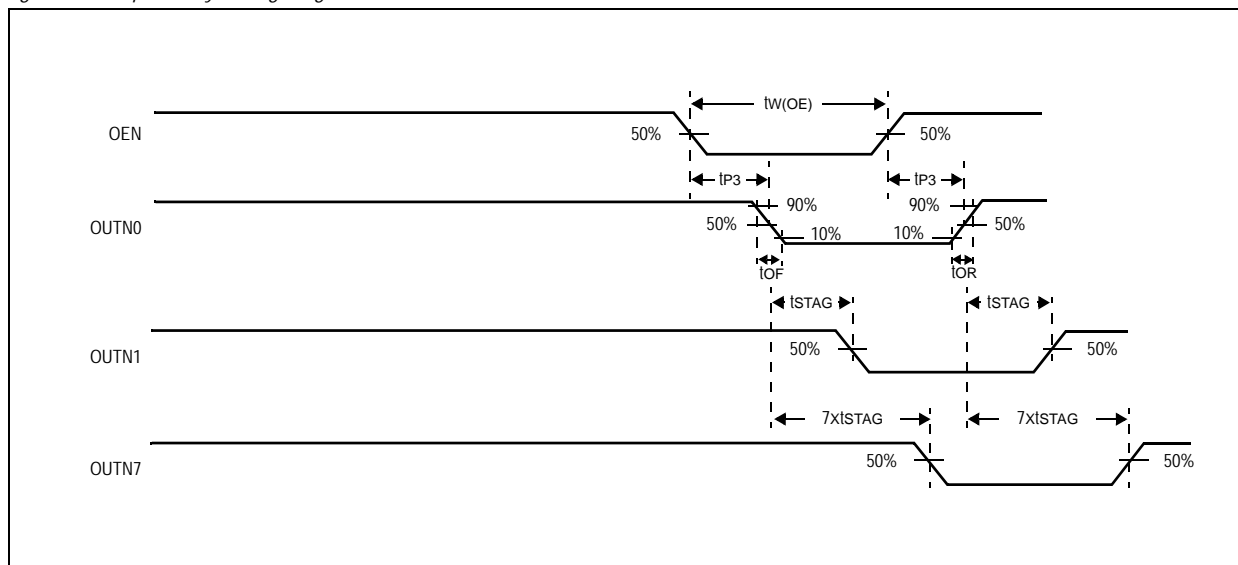 tW(OE)
OEN
50%
50%
tP3
tP3
90%
90%
OUTN0
50%
10%
10%
50%
tOF
tOR
tSTAG
tSTAG
OUTN1
50%
50%
7XtSTAG
7XtSTAG
OUTN7
50%
50%